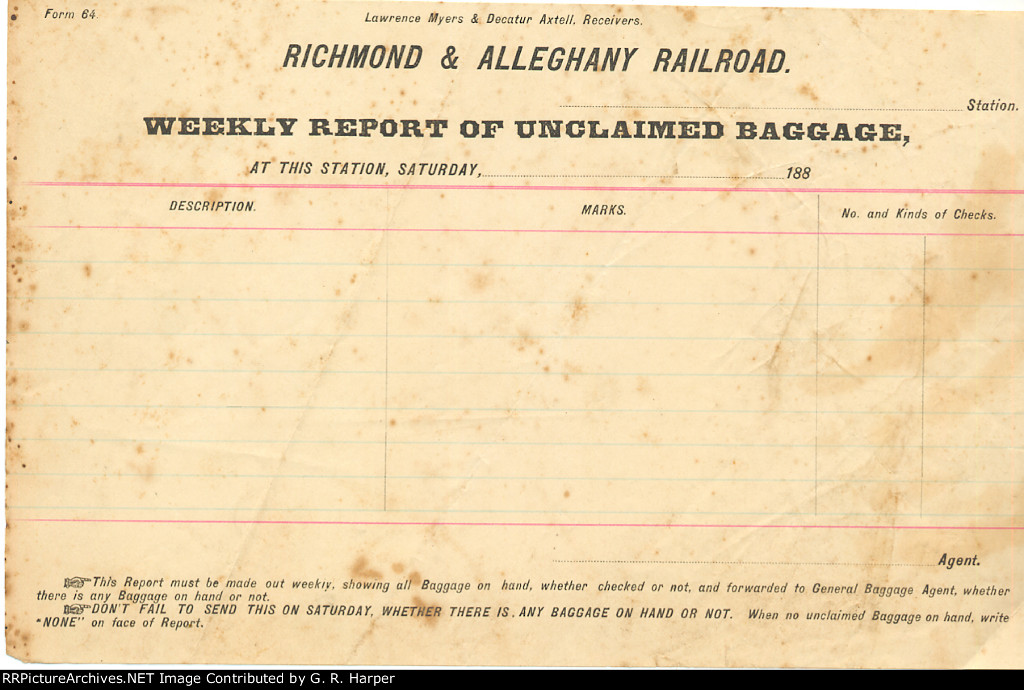 Form 64.
Lawrence Myers & Decatur Axtell, Receivers.
RICHMOND & ALLEGHANY RAILROAD.
Station.
WEEKLY REPORT OF UNCLAIMED BAGGAGE,
AT THIS STATION, SATURDAY, 188
DESCRIPTION. MARKS. No. and Kinds of Checks.
Agent.
This Report must be made out weekly, showing all Baggage on hand, whether checked or not, and forwarded to General Baggage Agent, whether
there is any Baggage on hand or not.
DON'T FAIL TO SEND THIS ON SATURDAY, WHETHER THERE IS ANY BAGGAGE ON HAND OR NOT. When no unclaimed Baggage on hand, write
"NONE" on face of Report.
RRPictureArchives.NET Image Contributed by G. R. Harper